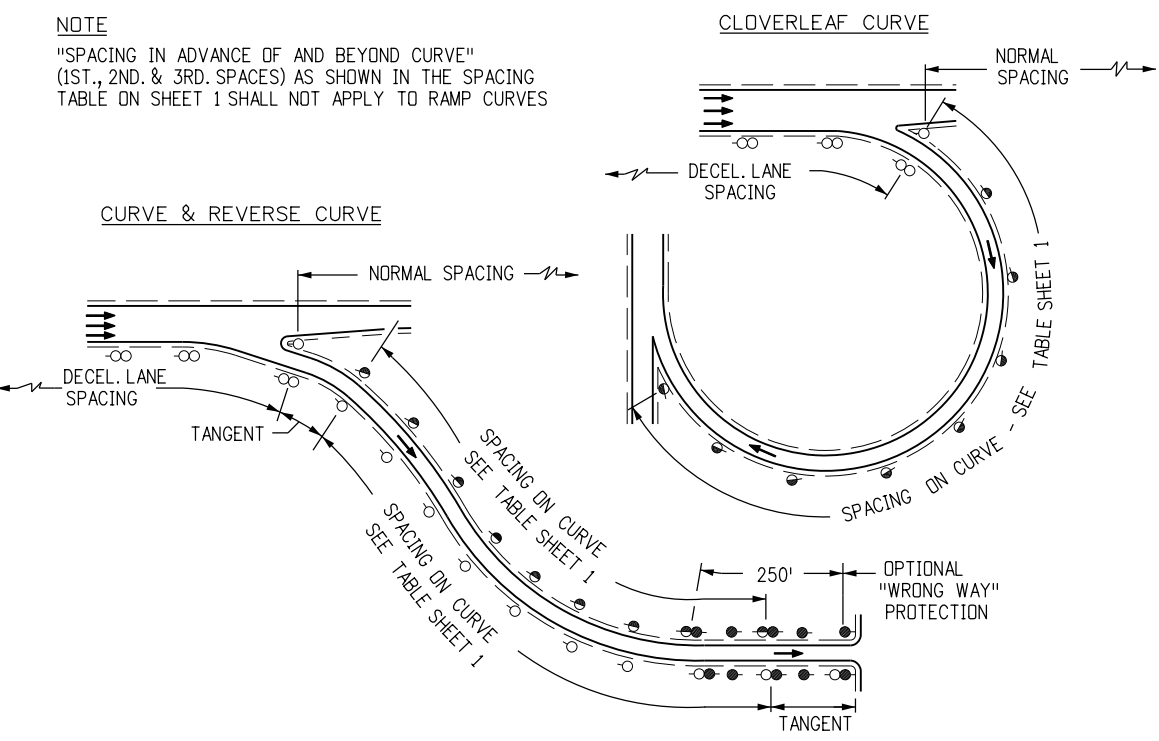 NOTE
"SPACING IN ADVANCE OF AND BEYOND CURVE"
(1ST., 2ND. & 3RD. SPACES) AS SHOWN IN THE SPACING
TABLE ON SHEET 1 SHALL NOT APPLY TO RAMP CURVES
CLOVERLEAF CURVE
NORMAL
SPACING
DECEL. LANE
SPACING
SPACING ON CURVE - SEE TABLE SHEET 1
CURVE & REVERSE CURVE
NORMAL SPACING
DECEL. LANE
SPACING
TANGENT
SPACING ON CURVE
SEE TABLE SHEET 1
SPACING ON CURVE
SEE TABLE SHEET 1
250'
OPTIONAL
"WRONG WAY"
PROTECTION
TANGENT